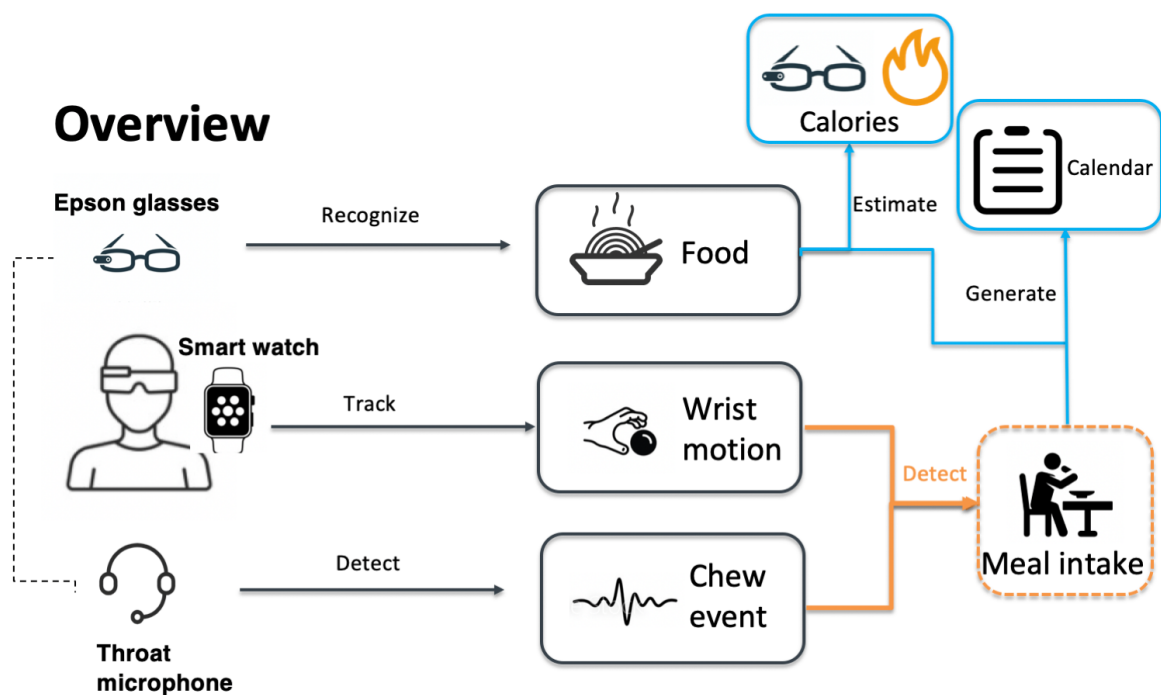 Overview
Epson glasses
Recognize
Food
Estimate
Calories
Calendar
Generate
Smart watch
Track
Wrist
motion
Detect
Meal intake
Detect
Chew
event
Throat
microphone